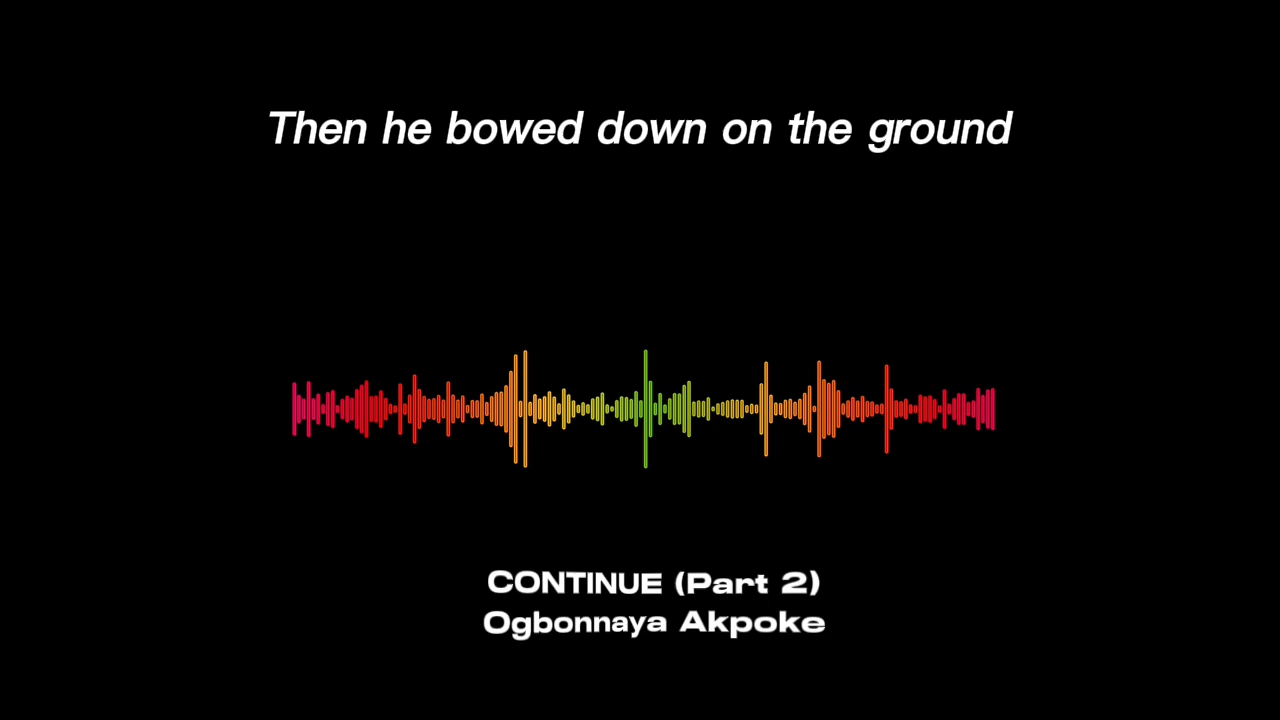 Then he bowed down on the ground
CONTINUE (Part 2)
Ogbonnaya Akpoke